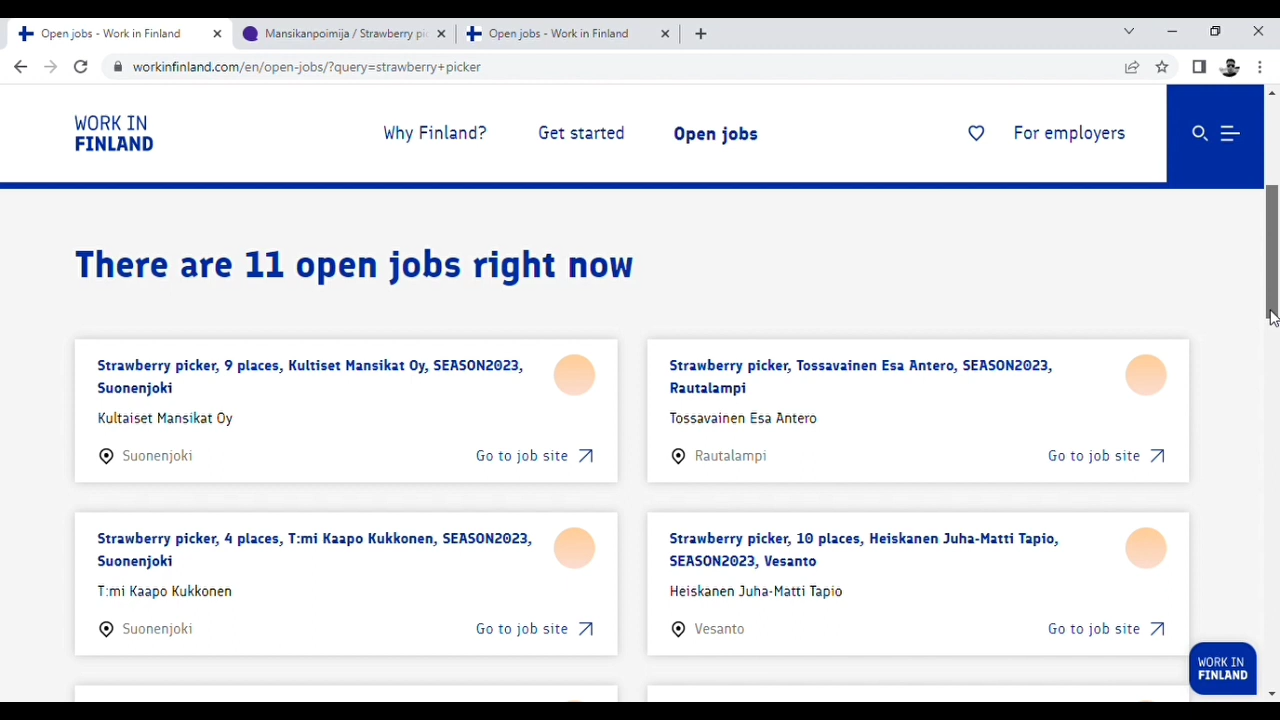 Open jobs - Work in Finland
Mansikanpoimija / Strawberry pic
Open jobs - Work in Finland
workinfinland.com/en/open-jobs/?query=strawberry+picker
WORK IN
FINLAND
Why Finland?
Get started
Open jobs
For employers
There are 11 open jobs right now
Strawberry picker, 9 places, Kultiset Mansikat Oy, SEASON2023,
Suonenjoki
Kultaiset Mansikat Oy
Suonenjoki
Go to job site
Strawberry picker, Tossavainen Esa Antero, SEASON2023,
Rautalampi
Tossavainen Esa Antero
Rautalampi
Go to job site
Strawberry picker, 4 places, T:mi Kaapo Kukkonen, SEASON2023,
Suonenjoki
T:mi Kaapo Kukkonen
Suonenjoki
Go to job site
Strawberry picker, 10 places, Heiskanen Juha-Matti Tapio,
SEASON2023, Vesanto
Heiskanen Juha-Matti Tapio
Vesanto
Go to job site
WORK IN
FINLAND